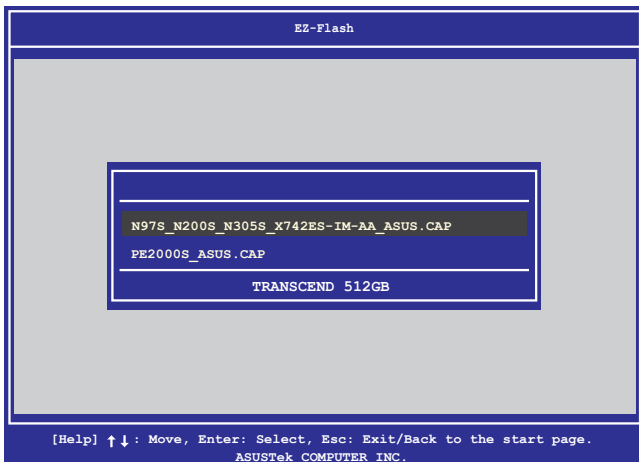 EZ-Flash
N97S_N200S_N305S_X742ES-IM-AA_ASUS.CAP
PE2000S_ASUS.CAP
TRANSCEND 512GB
[Help] ↑↓: Move, Enter: Select, Esc: Exit/Back to the start page.
ASUSTek COMPUTER INC.